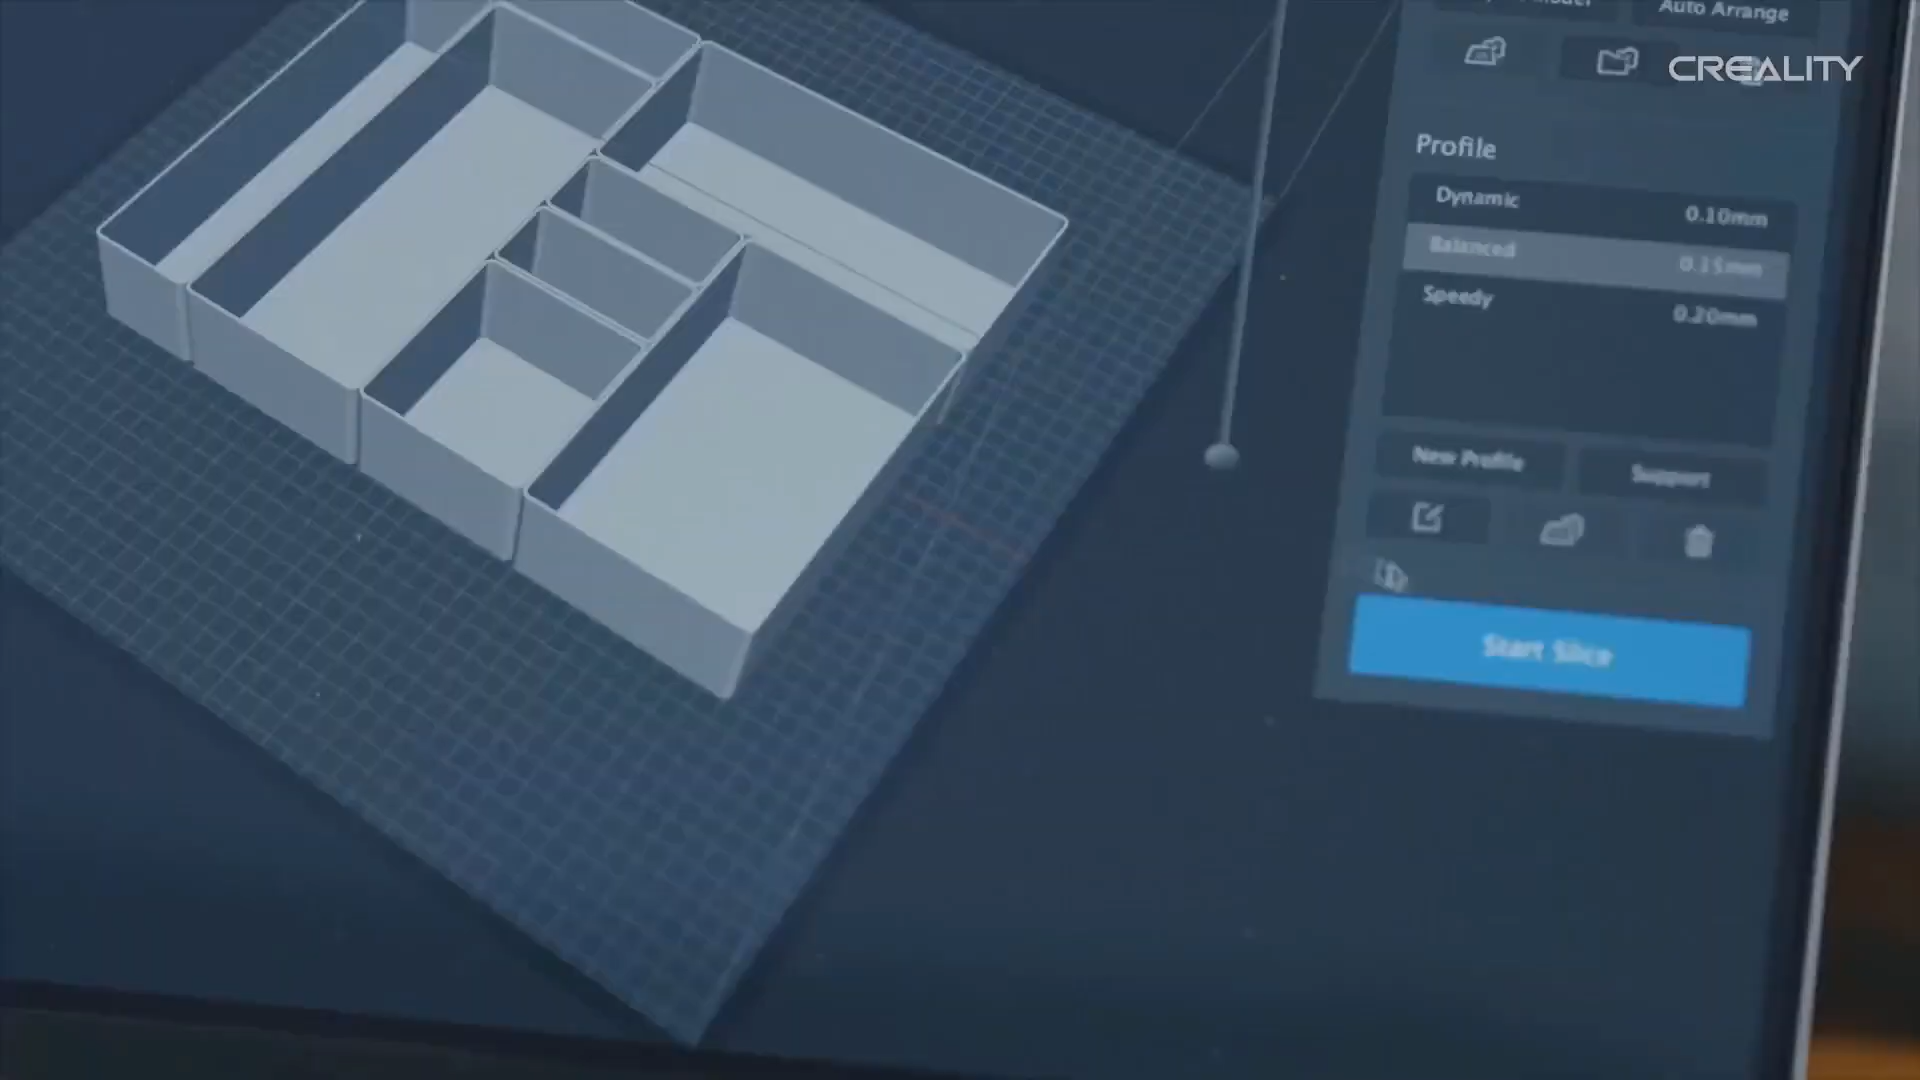 Auto Arrange
CREALITY
Profile
Dynamic 0.10mm
Balanced 0.15mm
Speedy 0.20mm
New Profile Support
Start Slice